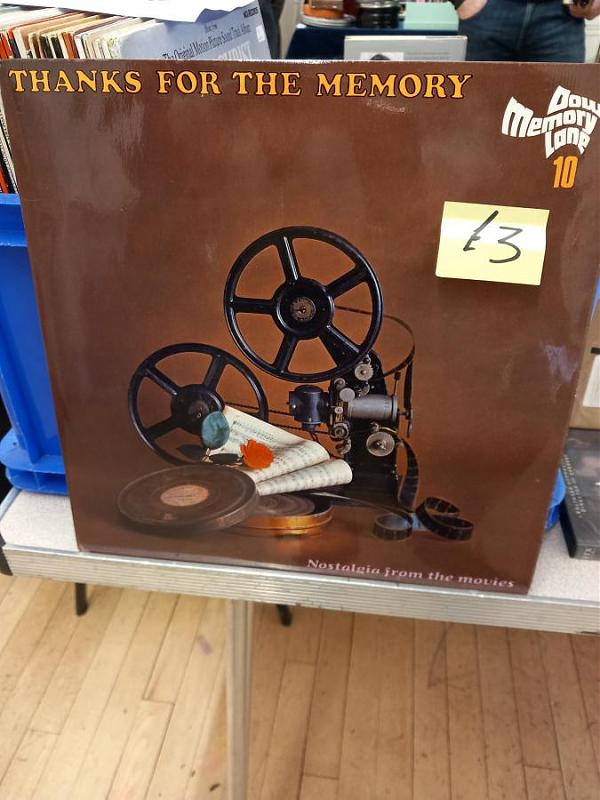 The Original Motion Picture Sound Track Album
THANKS FOR THE MEMORY
Down
Memory
Lane
10
£3
Nostalgia from the movies